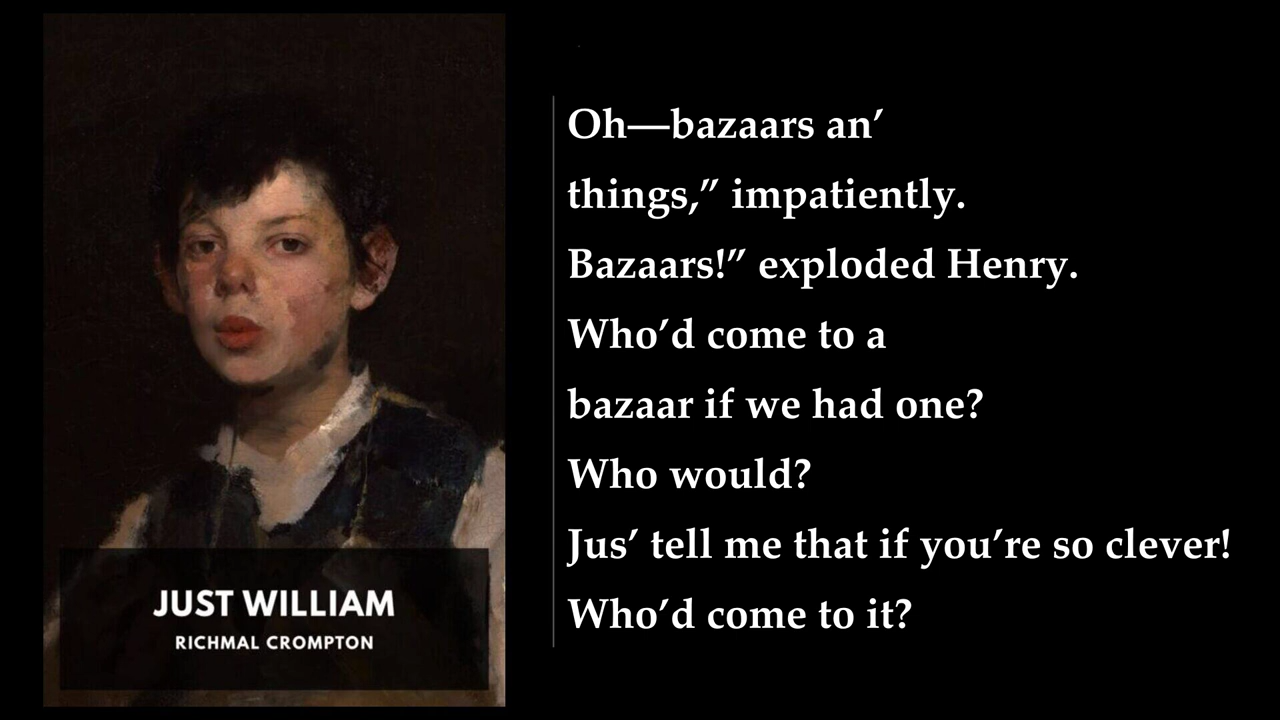 Oh—bazaars an’
things,” impatiently.
Bazaars!” exploded Henry.
Who’d come to a
bazaar if we had one?
Who would?
Jus’ tell me that if you’re so clever!
Who’d come to it?
JUST WILLIAM
RICHMAL CROMPTON